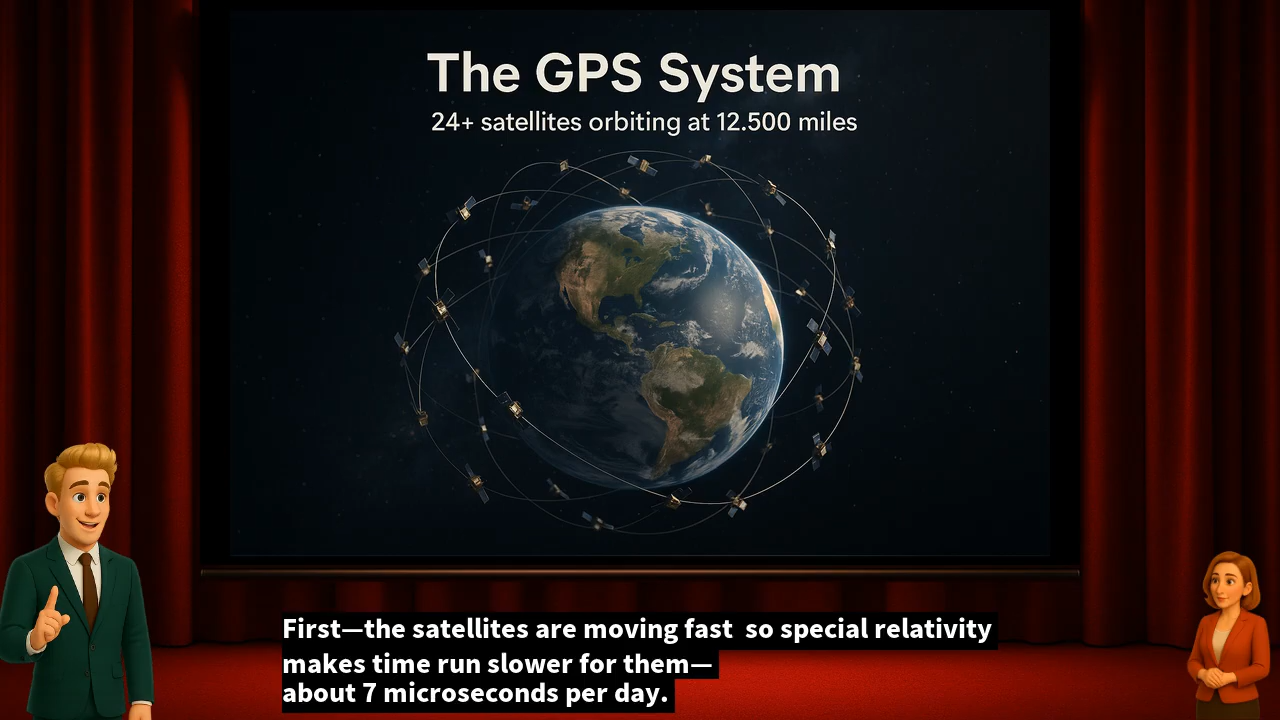 The GPS System
24+ satellites orbiting at 12.500 miles
First—the satellites are moving fast  so special relativity
makes time run slower for them—
about 7 microseconds per day.